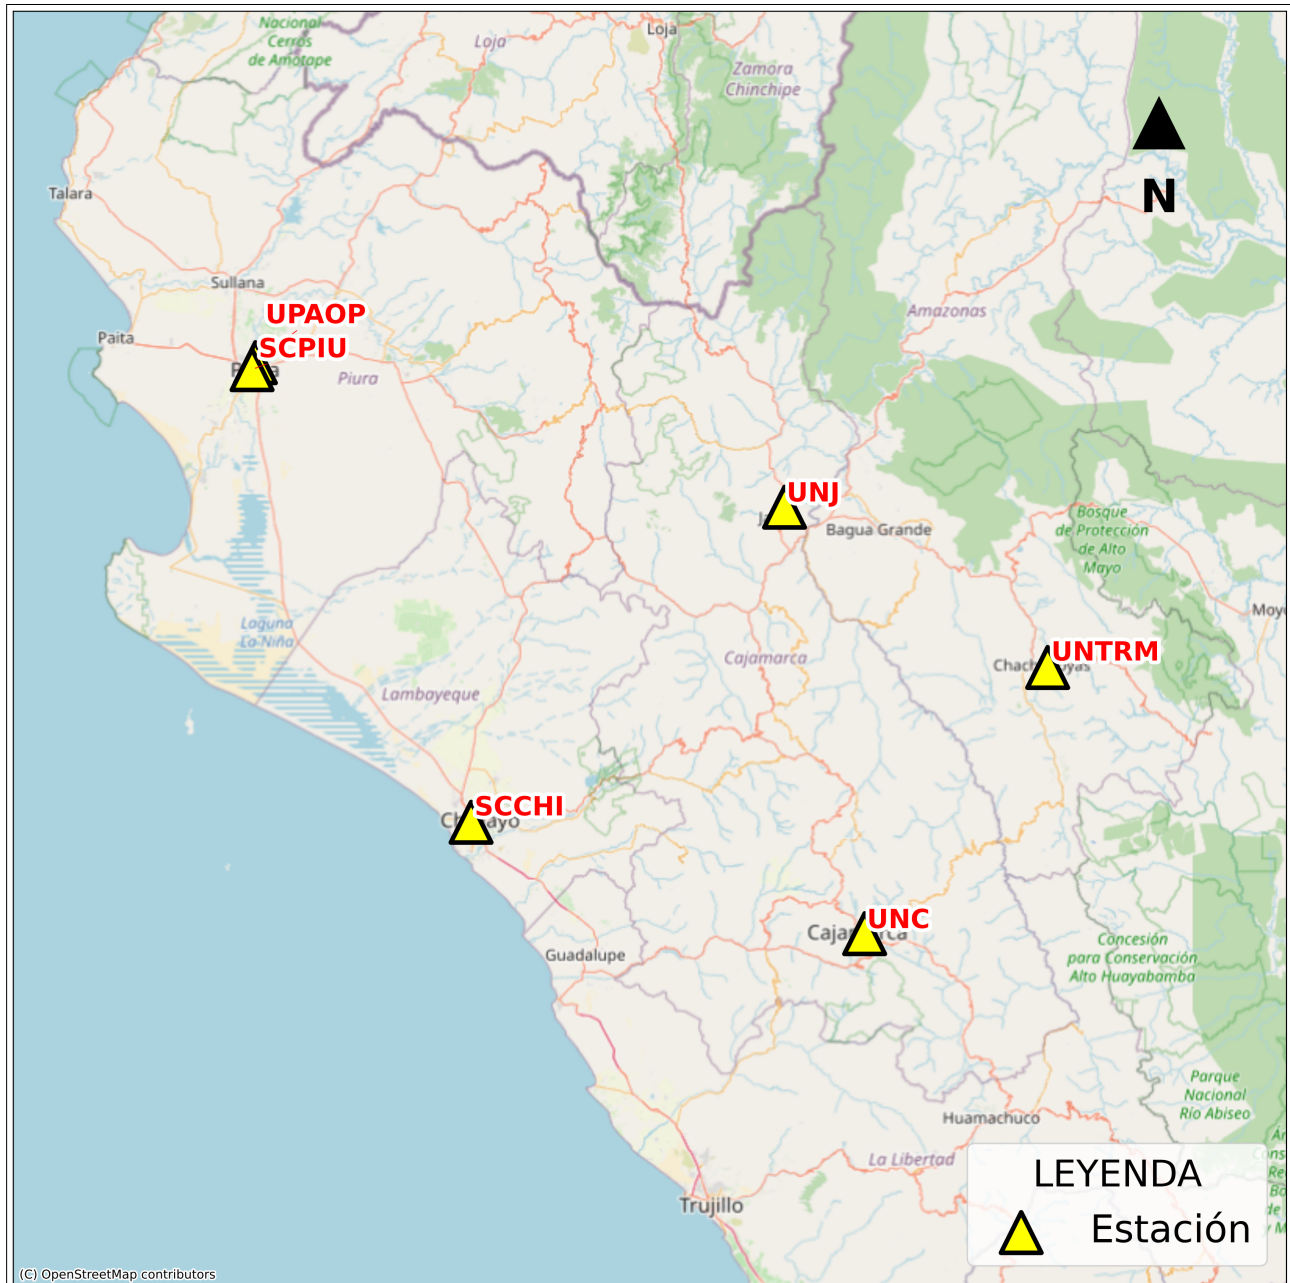 Nacional
Cerros
de Amotape
Loja
Loja
Zamora
Chinchipe
N
Talara
Sullana
UPAOP
Amazonas
Paita
SCPIU
Piura
UNJ
Bagua Grande
Bosque
de Protección
de Alto
Mayo
Laguna
La Niña
Moyo
UNTRM
Cajamarca
Lambayeque
SCCHI
UNC
Guadalupe
Concesión
para Conservación
Alto Huayabamba
Parque
Nacional
Río Abiseo
Huamachuco
La Libertad
Trujillo
LEYENDA
Estación
(C) OpenStreetMap contributors